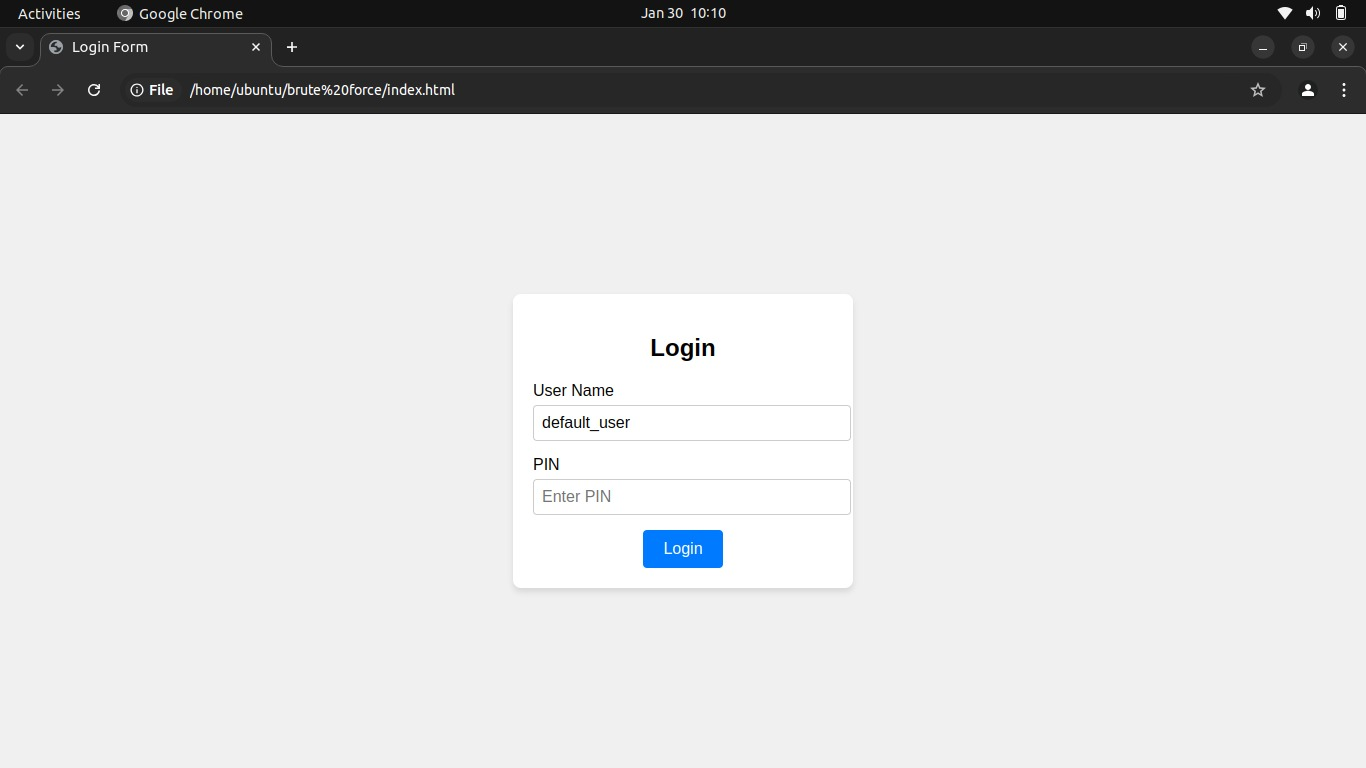 Activities
Google Chrome
Jan 30 10:10
Login Form
File
/home/ubuntu/brute%20force/index.html
Login
User Name
default_user
PIN
Enter PIN
Login